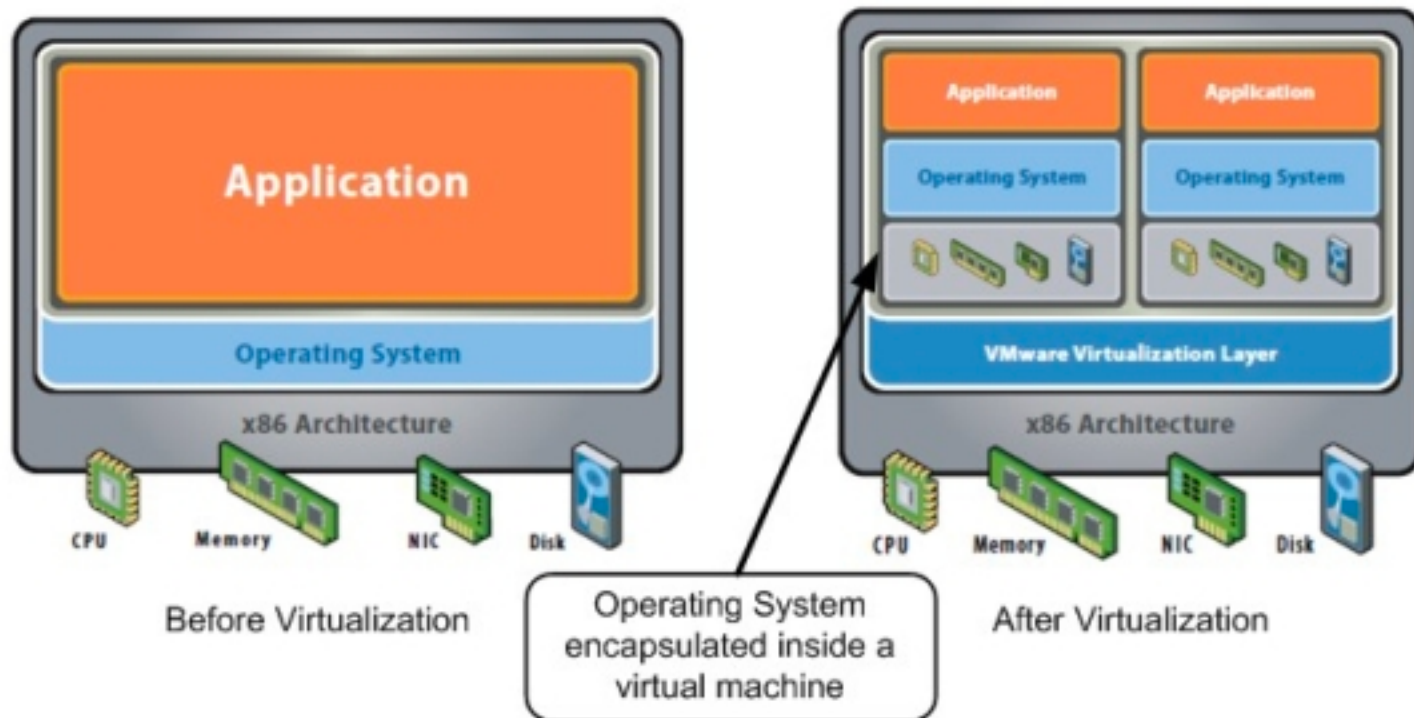 Application
Operating System
x86 Architecture
CPU
Memory
NIC
Disk
Before Virtualization
Application
Application
Operating System
Operating System
VMware Virtualization Layer
x86 Architecture
CPU
Memory
NIC
Disk
After Virtualization
Operating System
encapsulated inside a
virtual machine